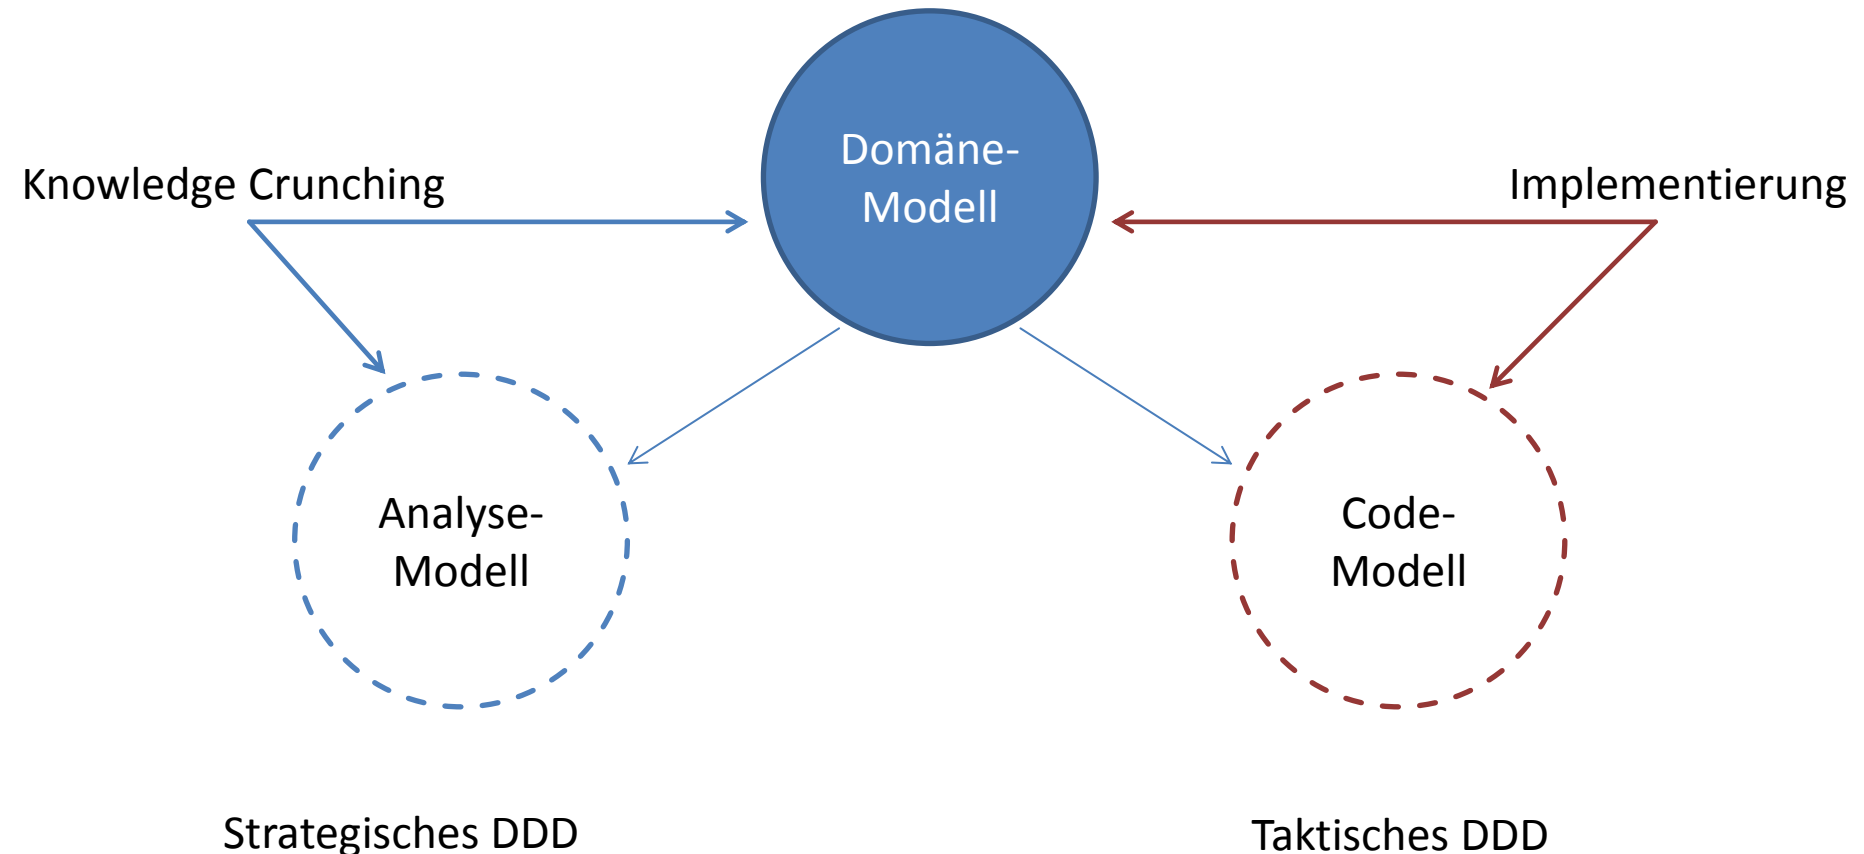 Domäne-
Modell
Knowledge Crunching
Implementierung
Analyse-
Modell
Code-
Modell
Strategisches DDD
Taktisches DDD